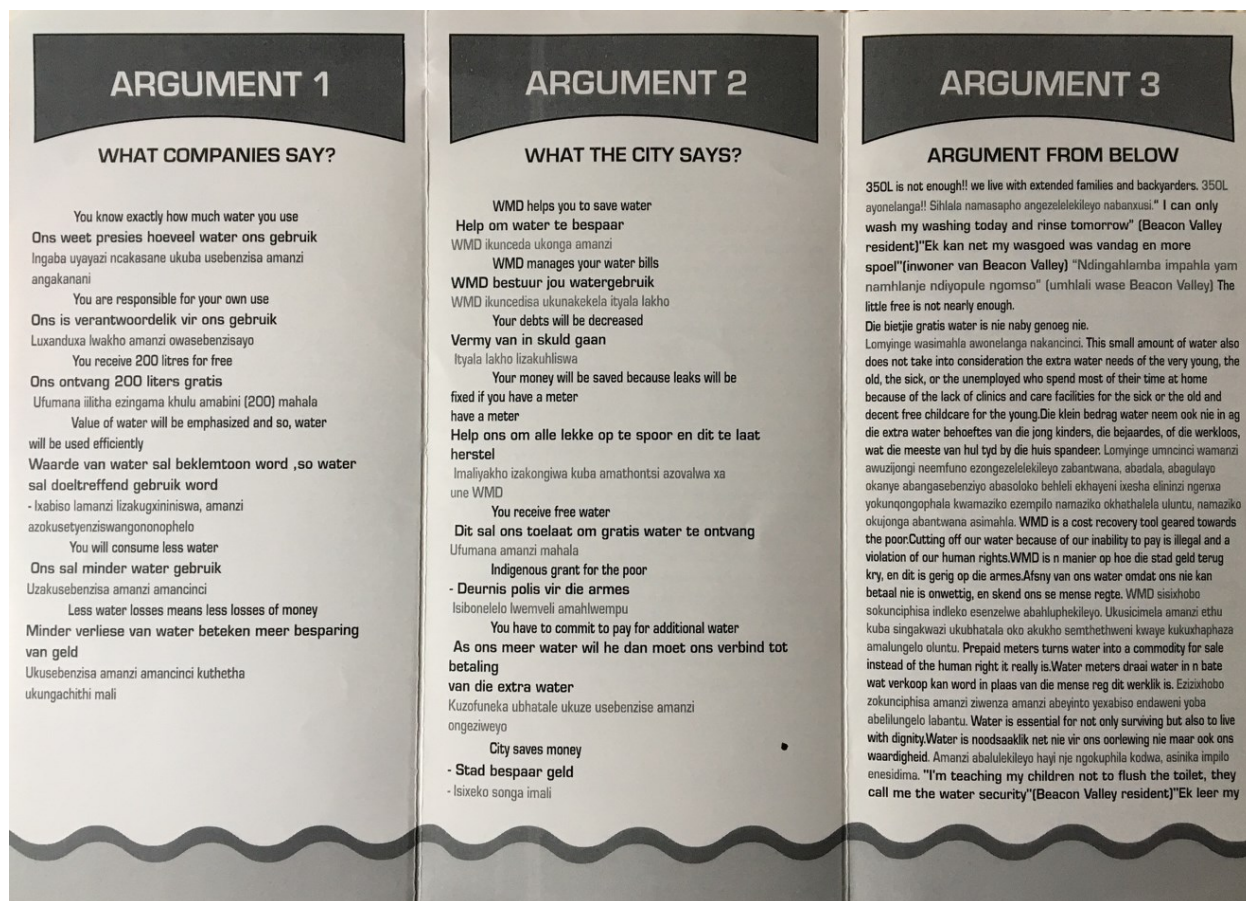 ARGUMENT 1
WHAT COMPANIES SAY?
You know exactly how much water you use
Ons weet presies hoeveel water ons gebruik
Ingaba uyayazi ncakasane ukuba usebenzisa amanzi
angakanani
You are responsible for your own use
Ons is verantwoordelik vir ons gebruik
Luxanduxa lwakho amanzi owasebenzisayo
You receive 200 litres for free
Ons ontvang 200 liters gratis
Ufumana iilitha ezingama khulu amabini (200) mahala
Value of water will be emphasized and so, water
will be used efficiently
Waarde van water sal beklemtoon word ,so water
sal doeltreffend gebruik word
- Ixabiso lamanzi lizakugxininiswa, amanzi
azokusetyenziswangononophelo
You will consume less water
Ons sal minder water gebruik
Uzakusebenzisa amanzi amancinci
Less water losses means less losses of money
Minder verliese van water beteken meer besparing
van geld
Ukusebenzisa amanzi amancinci kuthetha
ukungachithi mali
ARGUMENT 2
WHAT THE CITY SAYS?
WMD helps you to save water
Help om water te bespaar
WMD ikunceda ukonga amanzi
WMD manages your water bills
WMD bestuur jou watergebruik
WMD ikuncedisa ukunakekela ityala lakho
Your debts will be decreased
Vermy van in skuld gaan
Ityala lakho lizakuhliswa
Your money will be saved because leaks will be
fixed if you have a meter
have a meter
Help ons om alle lekke op te spoor en dit te laat
herstel
Imaliyakho izakongiwa kuba amathontsi azovalwa xa
une WMD
You receive free water
Dit sal ons toelaat om gratis water te ontvang
Ufumana amanzi mahala
Indigenous grant for the poor
- Deurnis polis vir die armes
Isibonelelo lwemveli amahlwempu
You have to commit to pay for additional water
As ons meer water wil he dan moet ons verbind tot
betaling
van die extra water
Kuzofuneka ubhatale ukuze usebenzise amanzi
ongeziweyo
City saves money
- Stad bespaar geld
- Isixeko songa imali
ARGUMENT 3
ARGUMENT FROM BELOW
350L is not enough!! we live with extended families and backyarders. 350L
ayonelanga!! Sihlala namasapho angezelelekileyo nabanxusi." I can only
wash my washing today and rinse tomorrow" (Beacon Valley
resident)"Ek kan net my wasgoed was vandag en more
spoel"(inwoner van Beacon Valley) "Ndingahlamba impahla yam
namhlanje ndiyopule ngomso" (umhlali wase Beacon Valley) The
little free is not nearly enough.
Die bietjie gratis water is nie naby genoeg nie.
Lomyinge wasimahla awonelanga nakancinci. This small amount of water also
does not take into consideration the extra water needs of the very young, the
old, the sick, or the unemployed who spend most of their time at home
because of the lack of clinics and care facilities for the sick or the old and
decent free childcare for the young.Die klein bedrag water neem ook nie in ag
die extra water behoeftes van die jong kinders, die bejaardes, of die werkloos,
wat die meeste van hul tyd by die huis spandeer. Lomyinge umncinci wamanzi
awuzijongi neemfuno ezongezelelekileyo zabantwana, abadala, abagulayo
okanye abangasebenziyo abasoloko behleli ekhayeni ixesha elininzi ngenxa
yokunqongophala kwamaziko ezempilo namaziko okhathalela uluntu, namaziko
okujonga abantwana asimahla. WMD is a cost recovery tool geared towards
the poor.Cutting off our water because of our inability to pay is illegal and a
violation of our human rights.WMD is n manier op hoe die stad geld terug
kry, en dit is gerig op die armes.Afsny van ons water omdat ons nie kan
betaal nie is onwettig, en skend ons se mense regte. WMD sisixhobo
sokunciphisa indleko esenzelwe abahluphekileyo. Ukusicimela amanzi ethu
kuba singakwazi ukubhatala oko akukho semthethweni kwaye kukuxhaphaza
amalungelo oluntu. Prepaid meters turns water into a commodity for sale
instead of the human right it really is.Water meters draai water in n bate
wat verkoop kan word in plaas van die mense reg dit werklik is. Ezizixhobo
zokunciphisa amanzi ziwenza amanzi abeyinto yexabiso endaweni yoba
abelilungelo labantu. Water is essential for not only surviving but also to live
with dignity.Water is noodsaaklik net nie vir ons oorlewing nie maar ook ons
waardigheid. Amanzi abalulekileyo hayi nje ngokuphila kodwa, asinika impilo
enesidima. "I'm teaching my children not to flush the toilet, they
call me the water security"(Beacon Valley resident)"Ek leer my